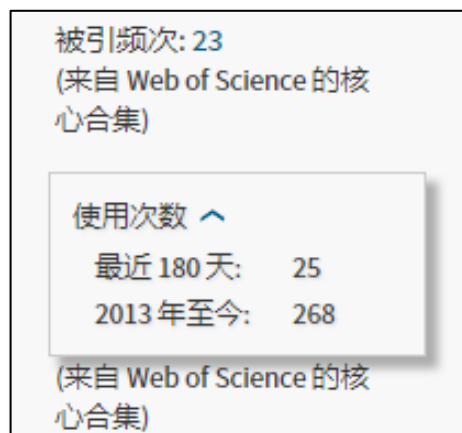 被引频次: 23
(来自 Web of Science 的核
心合集)
使用次数
最近 180 天: 25
2013 年至今: 268
(来自 Web of Science 的核
心合集)